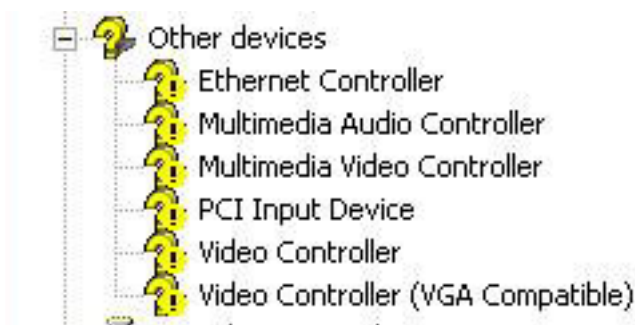 Other devices
Ethernet Controller
Multimedia Audio Controller
Multimedia Video Controller
PCI Input Device
Video Controller
Video Controller (VGA Compatible)